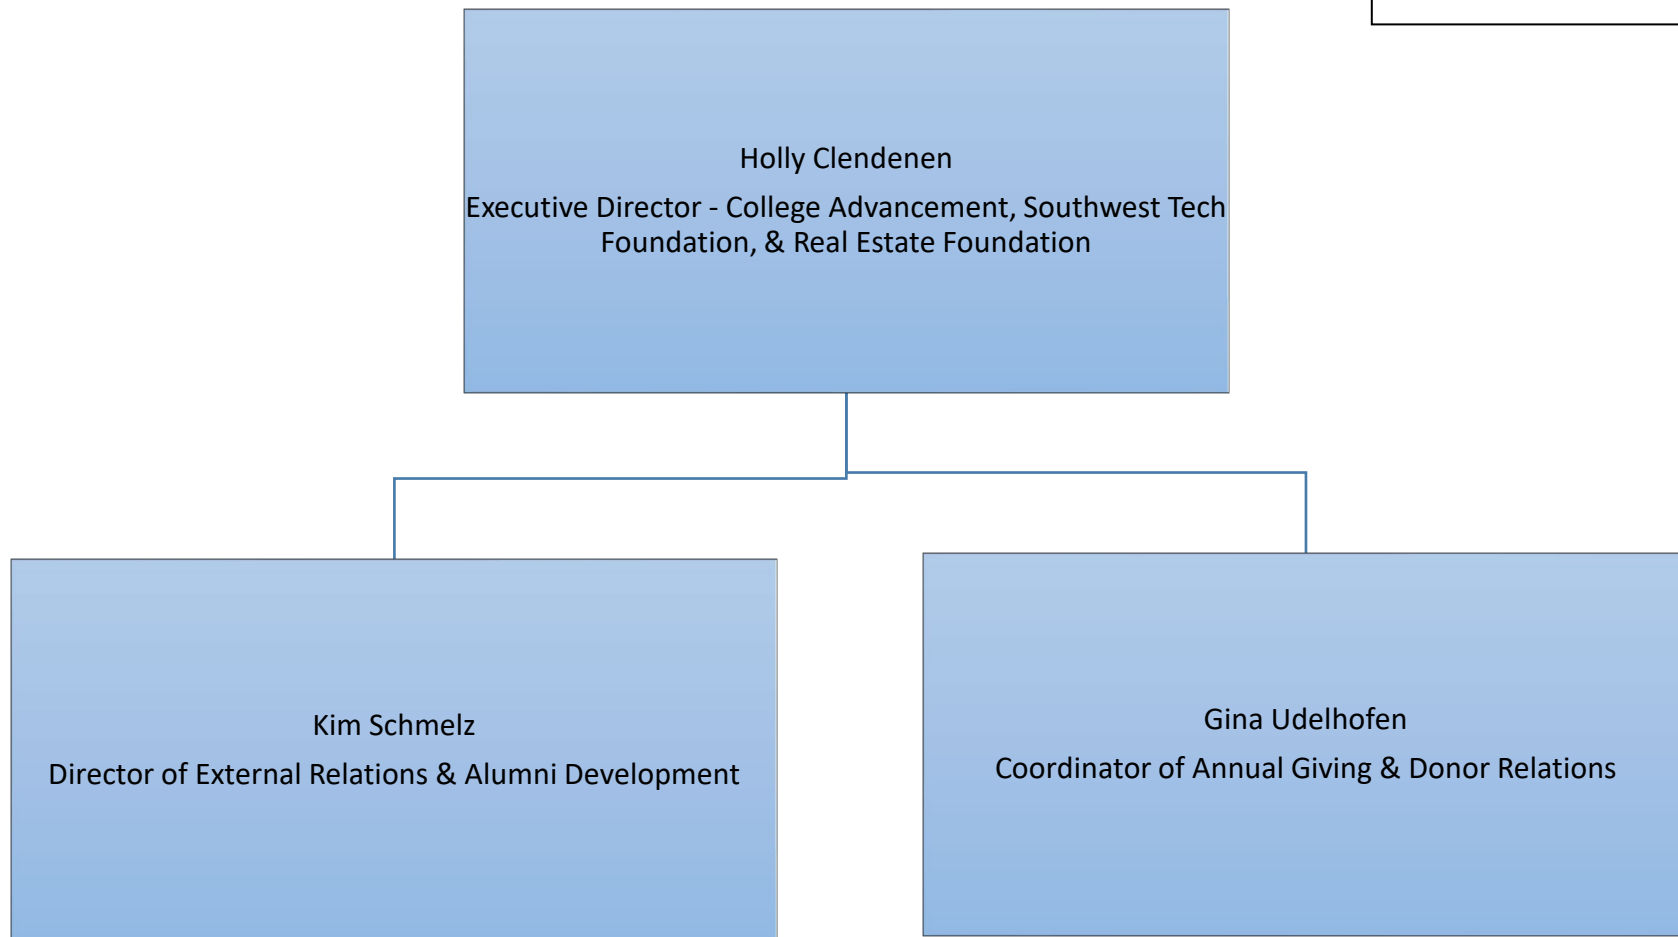 Holly Clendenen
Executive Director - College Advancement, Southwest Tech
Foundation, & Real Estate Foundation
Kim Schmelz
Director of External Relations & Alumni Development
Gina Udelhofen
Coordinator of Annual Giving & Donor Relations